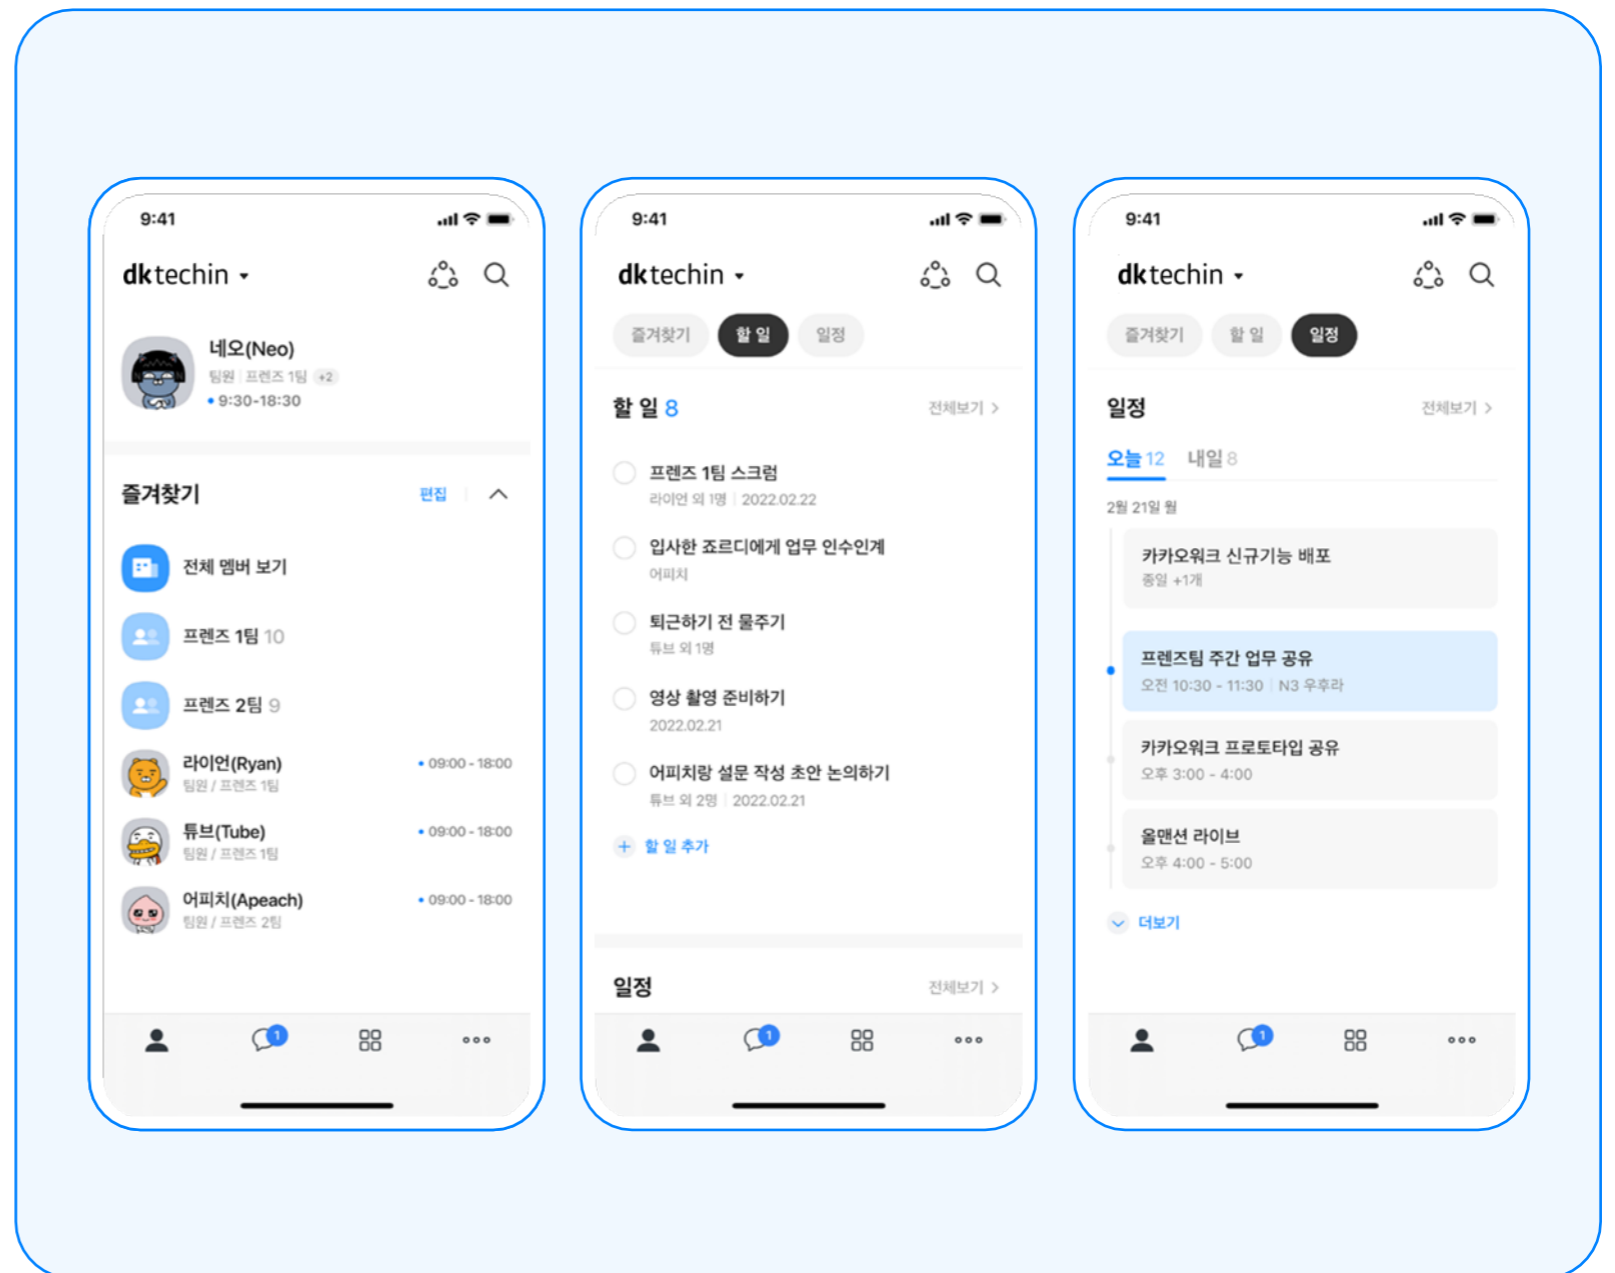 9:41
dktechin
네오(Neo)
팀원 | 프렌즈 1팀 +2
9:30-18:30
즐겨찾기 편집
전체 멤버 보기
프렌즈 1팀 10
프렌즈 2팀 9
라이언(Ryan) 09:00 - 18:00
팀원 / 프렌즈 1팀
튜브(Tube) 09:00 - 18:00
팀원 / 프렌즈 1팀
어피치(Apeach) 09:00 - 18:00
팀원 / 프렌즈 2팀
1
9:41
dktechin
즐겨찾기 할 일 일정
할 일 8 전체보기 >
프렌즈 1팀 스크럼
라이언 외 1명 | 2022.02.22
입사한 죠르디에게 업무 인수인계
어피치
퇴근하기 전 물주기
튜브 외 1명
영상 촬영 준비하기
2022.02.21
어피치랑 설문 작성 초안 논의하기
튜브 외 2명 | 2022.02.21
+ 할 일 추가
일정 전체보기 >
1
9:41
dktechin
즐겨찾기 할 일 일정
일정 전체보기 >
오늘 12 내일 8
2월 21일 월
카카오워크 신규기능 배포
종일 +1개
프렌즈팀 주간 업무 공유
오전 10:30 - 11:30 | N3 우후라
카카오워크 프로토타입 공유
오후 3:00 - 4:00
올맨션 라이브
오후 4:00 - 5:00
더보기
1